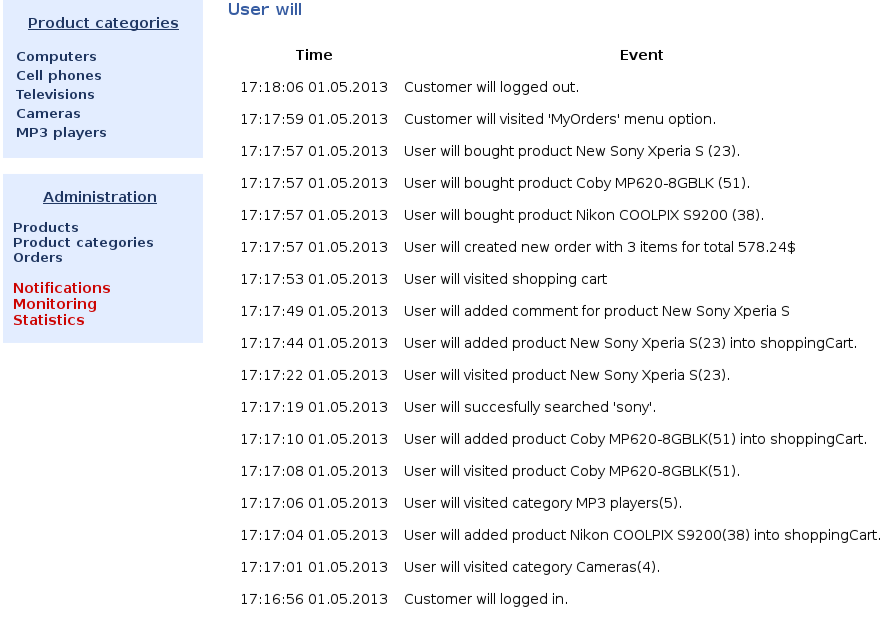 Product categories
Computers
Cell phones
Televisions
Cameras
MP3 players
Administration
Products
Product categories
Orders
Notifications
Monitoring
Statistics
User will
Time Event
17:18:06 01.05.2013 Customer will logged out.
17:17:59 01.05.2013 Customer will visited 'MyOrders' menu option.
17:17:57 01.05.2013 User will bought product New Sony Xperia S (23).
17:17:57 01.05.2013 User will bought product Coby MP620-8GBLK (51).
17:17:57 01.05.2013 User will bought product Nikon COOLPIX S9200 (38).
17:17:57 01.05.2013 User will created new order with 3 items for total 578.24$
17:17:53 01.05.2013 User will visited shopping cart
17:17:49 01.05.2013 User will added comment for product New Sony Xperia S
17:17:44 01.05.2013 User will added product New Sony Xperia S(23) into shoppingCart.
17:17:22 01.05.2013 User will visited product New Sony Xperia S(23).
17:17:19 01.05.2013 User will succesfully searched 'sony'.
17:17:10 01.05.2013 User will added product Coby MP620-8GBLK(51) into shoppingCart.
17:17:08 01.05.2013 User will visited product Coby MP620-8GBLK(51).
17:17:06 01.05.2013 User will visited category MP3 players(5).
17:17:04 01.05.2013 User will added product Nikon COOLPIX S9200(38) into shoppingCart.
17:17:01 01.05.2013 User will visited category Cameras(4).
17:16:56 01.05.2013 Customer will logged in.